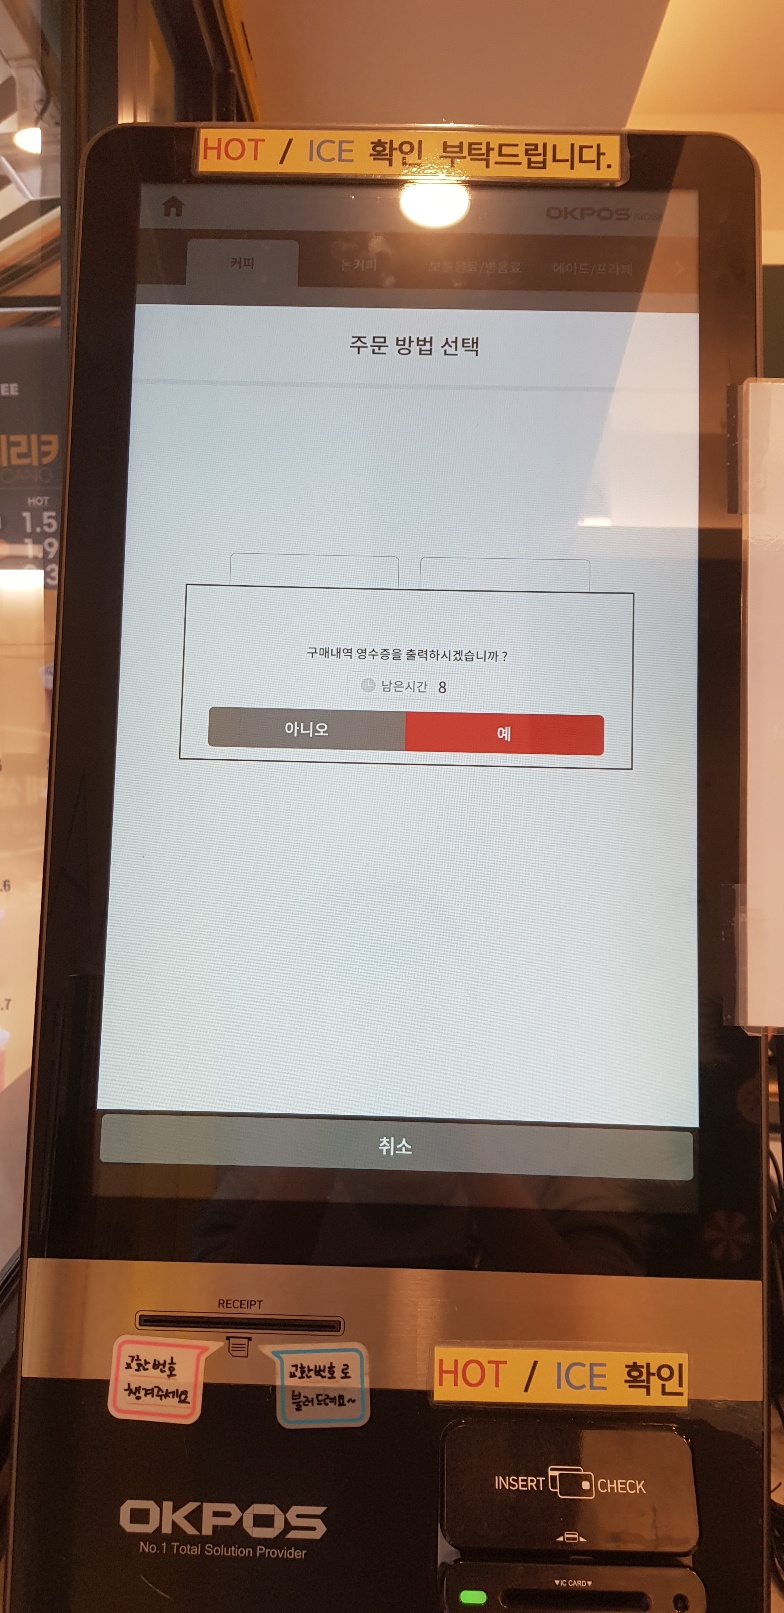 HOT / ICE 확인 부탁드립니다.
OKPOS
커피
논커피
에이드/프라페
주문 방법 선택
EE
HOT
1.5
1.9
구매내역 영수증을 출력하시겠습니까 ?
남은시간 8
아니오
예
.6
.7
취소
RECEIPT
교환번호
챙겨주세요
교환번호로
불러드려요~
HOT / ICE 확인
INSERT CHECK
OKPOS
No.1 Total Solution Provider
▼IC CARD▼